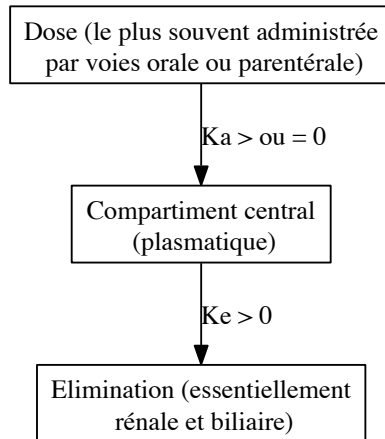 Dose (le plus souvent administrée
par voies orale ou parentérale)
Ka > ou = 0
Compartiment central
(plasmatique)
Ke > 0
Elimination (essentiellement
rénale et biliaire)